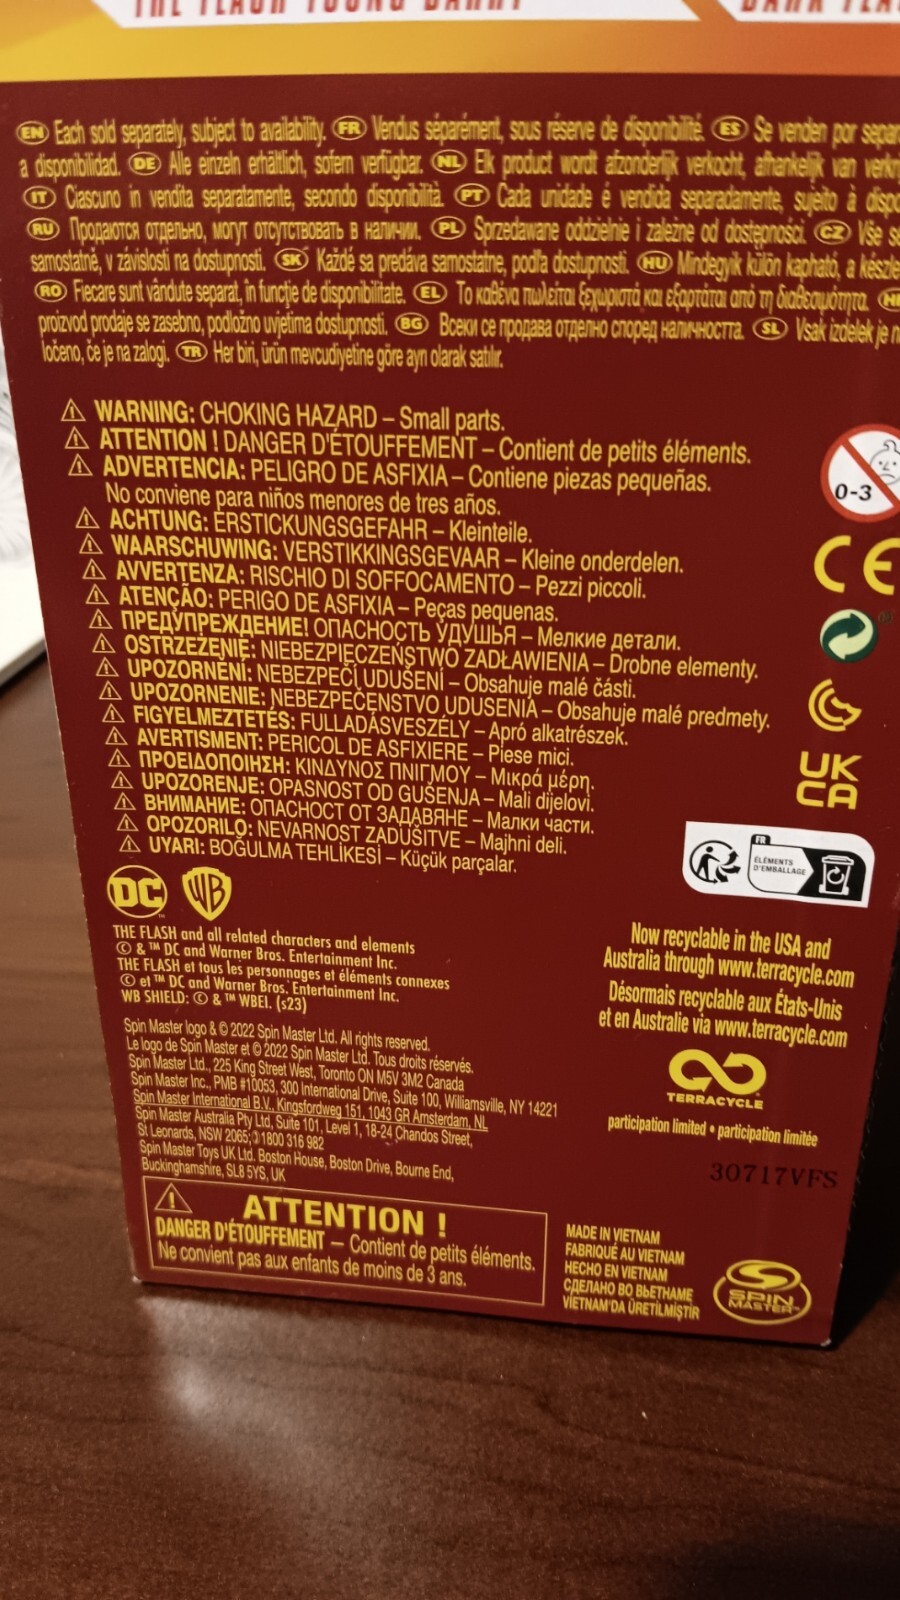 THE FLASH YOUNG BARRY
DARK FLA
EN Each sold separately, subject to availability. FR Vendus séparément, sous réserve de disponibilité. ES Se venden por separ
a disponibilidad. DE Alle einzeln erhältlich, sofern verfügbar. NL Elk product wordt afzonderlijk verkocht, afhankelijk van verkr
IT Ciascuno in vendita separatamente, secondo disponibilità. PT Cada unidade é vendida separadamente, sujeito à dispo
RU Продаются отдельно, могут отсутствовать в наличии. PL Sprzedawane oddzielnie i zależne od dostępności. CZ Vše se
samostatně, v závislosti na dostupnosti. SK Každé sa predáva samostatne, podľa dostupnosti. HU Mindegyik külön kapható, a készle
RO Fiecare sunt vândute separat, în funcție de disponibilitate. EL Το καθένα πωλείται ξεχωριστά και εξαρτάται από τη διαθεσιμότητα. HR
proizvod prodaje se zasebno, podložno uvjetima dostupnosti. BG Всеки се продава отделно според наличността. SL Vsak izdelek je n
ločeno, če je na zalogi. TR Her biri, ürün mevcudiyetine göre ayrı olarak satılır.
WARNING: CHOKING HAZARD – Small parts.
ATTENTION ! DANGER D'ÉTOUFFEMENT – Contient de petits éléments.
ADVERTENCIA: PELIGRO DE ASFIXIA – Contiene piezas pequeñas.
No conviene para niños menores de tres años.
ACHTUNG: ERSTICKUNGSGEFAHR – Kleinteile.
WAARSCHUWING: VERSTIKKINGSGEVAAR – Kleine onderdelen.
AVVERTENZA: RISCHIO DI SOFFOCAMENTO – Pezzi piccoli.
ATENÇÃO: PERIGO DE ASFIXIA – Peças pequenas.
ПРЕДУПРЕЖДЕНИЕ! ОПАСНОСТЬ УДУШЬЯ – Мелкие детали.
OSTRZEŻENIE: NIEBEZPIECZEŃSTWO ZADŁAWIENIA – Drobne elementy.
UPOZORNĚNÍ: NEBEZPEČÍ UDUŠENÍ – Obsahuje malé části.
UPOZORNENIE: NEBEZPEČENSTVO UDUSENIA – Obsahuje malé predmety.
FIGYELMEZTETÉS: FULLADÁSVESZÉLY – Apró alkatrészek.
AVERTISMENT: PERICOL DE ASFIXIERE – Piese mici.
ΠΡΟΕΙΔΟΠΟΙΗΣΗ: ΚΙΝΔΥΝΟΣ ΠΝΙΓΜΟΥ – Μικρά μέρη.
UPOZORENJE: OPASNOST OD GUŠENJA – Mali dijelovi.
ВНИМАНИЕ: ОПАСНОСТ ОТ ЗАДАВЯНЕ – Малки части.
OPOZORILO: NEVARNOST ZADUŠITVE – Majhni deli.
UYARI: BOĞULMA TEHLİKESİ – Küçük parçalar.
0-3
CE
UK
CA
FR
ÉLÉMENTS
D'EMBALLAGE
DC WB
THE FLASH and all related characters and elements
© & ™ DC and Warner Bros. Entertainment Inc.
THE FLASH et tous les personnages et éléments connexes
© et ™ DC and Warner Bros. Entertainment Inc.
WB SHIELD: © & ™ WBEI. (s23)
Spin Master logo & © 2022 Spin Master Ltd. All rights reserved.
Le logo de Spin Master et © 2022 Spin Master Ltd. Tous droits réservés.
Spin Master Ltd., 225 King Street West, Toronto ON M5V 3M2 Canada
Spin Master Inc., PMB #10053, 300 International Drive, Suite 100, Williamsville, NY 14221
Spin Master International B.V., Kingsfordweg 151, 1043 GR Amsterdam, NL
Spin Master Australia Pty Ltd, Suite 101, Level 1, 18-24 Chandos Street,
St Leonards, NSW 2065; 1800 316 982
Spin Master Toys UK Ltd. Boston House, Boston Drive, Bourne End,
Buckinghamshire, SL8 5YS, UK
Now recyclable in the USA and
Australia through www.terracycle.com
Désormais recyclable aux États-Unis
et en Australie via www.terracycle.com
TERRACYCLE
participation limited • participation limitée
30717VFS
ATTENTION !
DANGER D'ÉTOUFFEMENT – Contient de petits éléments.
Ne convient pas aux enfants de moins de 3 ans.
MADE IN VIETNAM
FABRIQUÉ AU VIETNAM
HECHO EN VIETNAM
СДЕЛАНО ВО ВЬЕТНАМЕ
VİETNAM'DA ÜRETİLMİŞTİR
SPIN
MASTER™